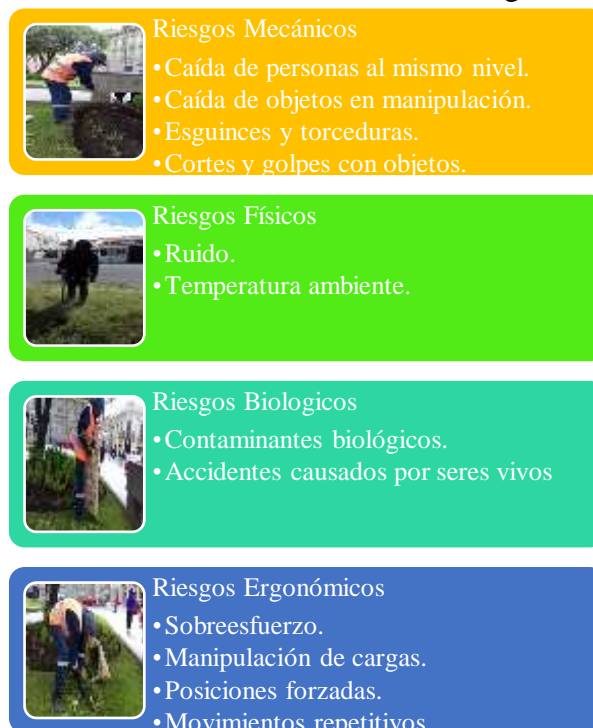 Riesgos Mecánicos
•Caída de personas al mismo nivel.
•Caída de objetos en manipulación.
•Esguinces y torceduras.
•Cortes y golpes con objetos.
Riesgos Físicos
•Ruido.
•Temperatura ambiente.
Riesgos Biologicos
•Contaminantes biológicos.
•Accidentes causados por seres vivos
Riesgos Ergonómicos
•Sobreesfuerzo.
•Manipulación de cargas.
•Posiciones forzadas.
•Movimientos repetitivos